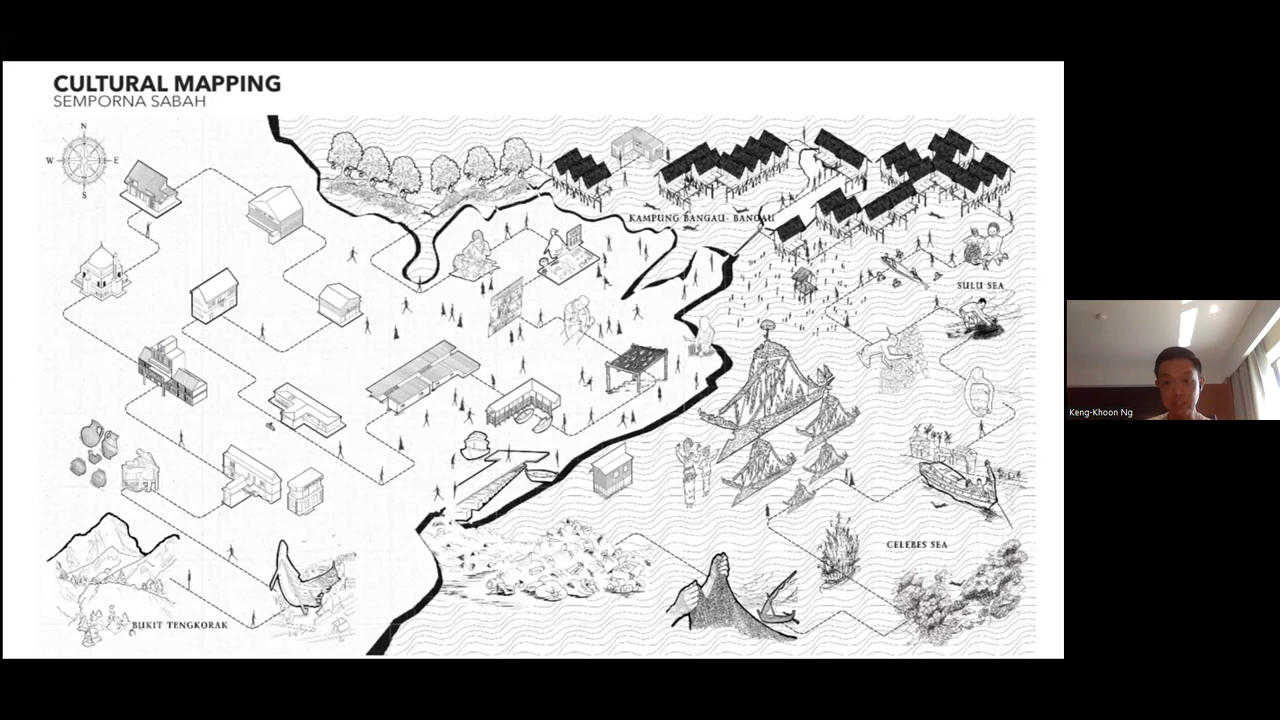 CULTURAL MAPPING
SEMPORNA SABAH
N
W
E
S
KAMPUNG BANGAU- BANGAU
SULU SEA
CELEBES SEA
BUKIT TENGKORAK
Keng-Khoon Ng